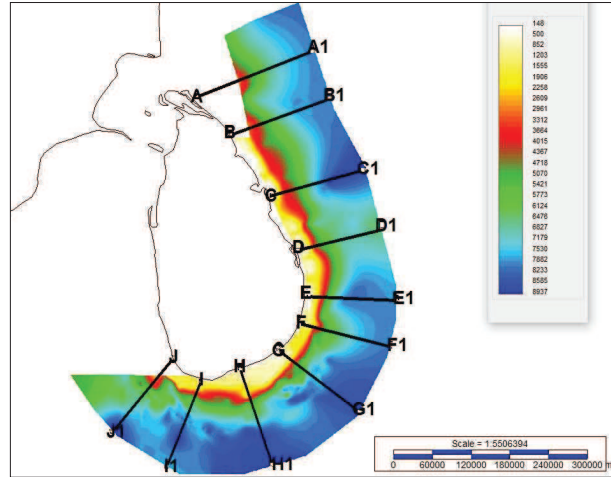 A1
A
B1
B
C1
C
D1
D
E
E1
F
F1
G
G1
H
H1
I
I1
J
J1
148
500
852
1203
1555
1906
2258
2609
2961
3312
3664
4015
4367
4718
5070
5421
5773
6124
6476
6827
7179
7530
7882
8233
8585
8937
Scale = 1:5506394
0 60000 120000 180000 240000 300000 m